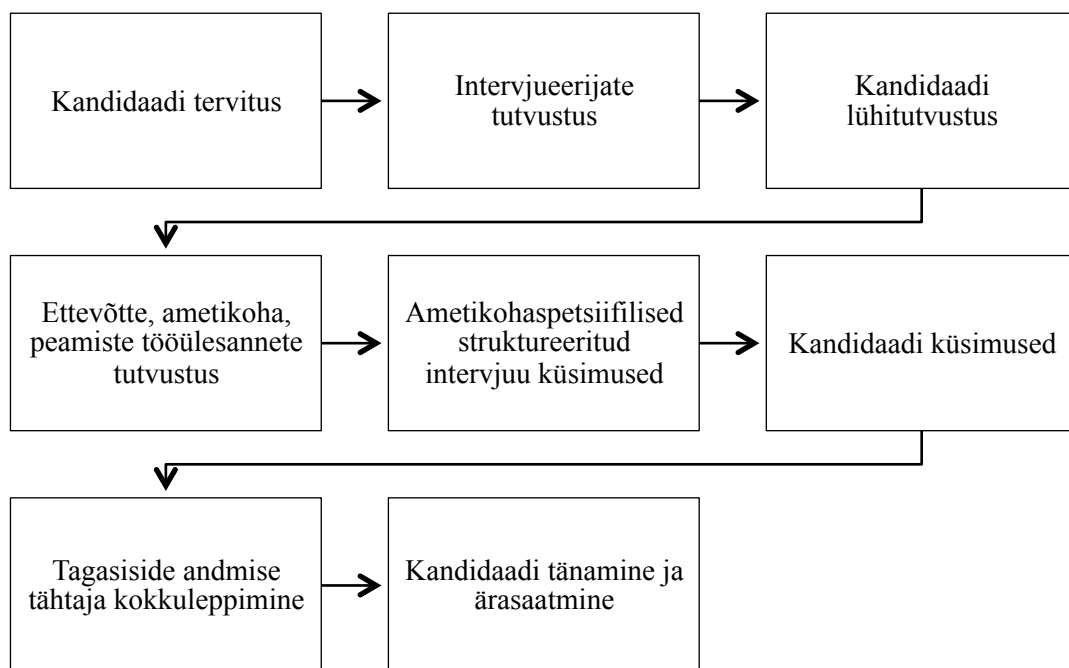 Kandidaadi tervitus
Intervjueerijate
tutvustus
Kandidaadi
lühitutvustus
Ettevõtte, ametikoha,
peamiste tööülesannete
tutvustus
Ametikohaspetsiifilised
struktureeritud
intervjuu küsimused
Kandidaadi küsimused
Tagasiside andmise
tähtaja kokkuleppimine
Kandidaadi tänamine ja
ärasaatmine